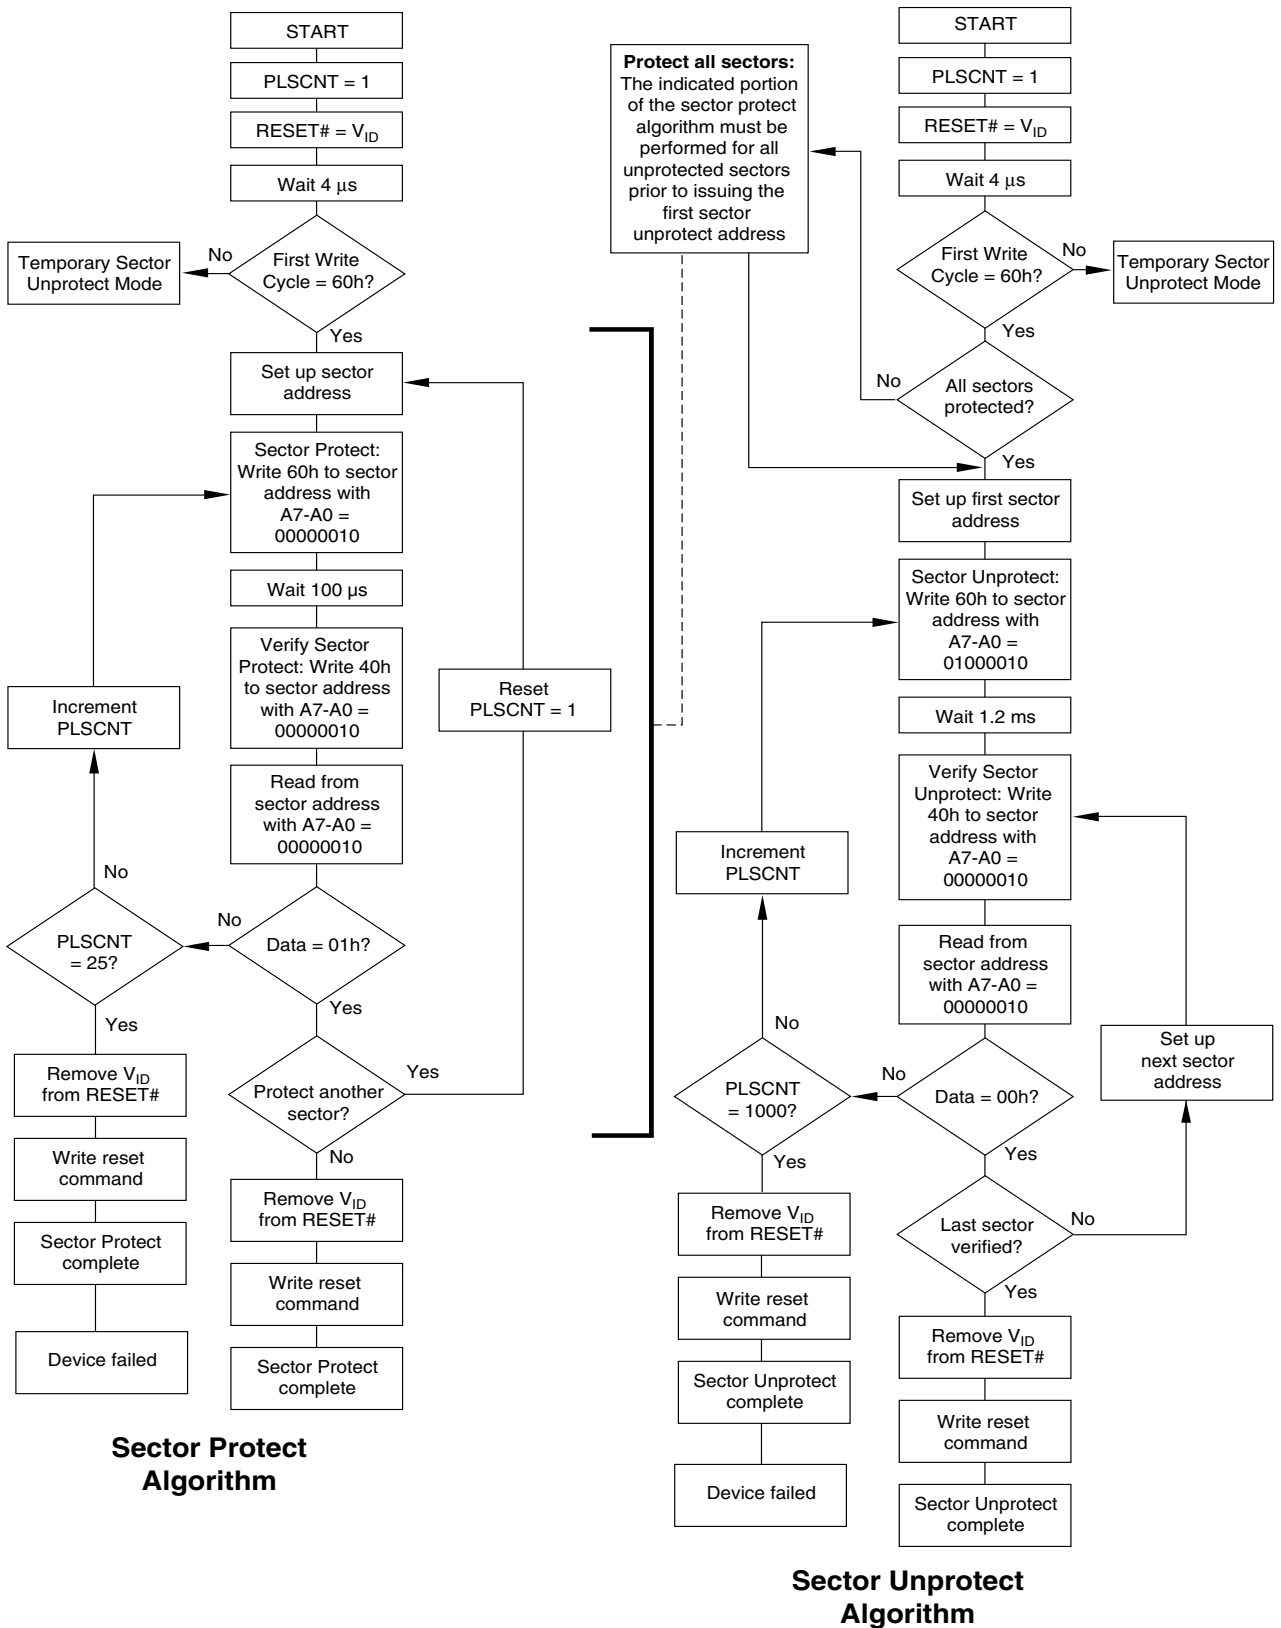 START
PLSCNT = 1
RESET# = VID
Wait 4 μs
First Write
Cycle = 60h?
No
Temporary Sector
Unprotect Mode
Yes
Set up sector
address
Sector Protect:
Write 60h to sector
address with
A7-A0 =
00000010
Wait 100 µs
Verify Sector
Protect: Write 40h
to sector address
with A7-A0 =
00000010
Read from
sector address
with A7-A0 =
00000010
Data = 01h?
No
PLSCNT
= 25?
No
Increment
PLSCNT
Yes
Remove VID
from RESET#
Write reset
command
Sector Protect
complete
Device failed
Yes
Protect another
sector?
Yes
Reset
PLSCNT = 1
No
Remove VID
from RESET#
Write reset
command
Sector Protect
complete
Sector Protect
Algorithm
Protect all sectors:
The indicated portion
of the sector protect
algorithm must be
performed for all
unprotected sectors
prior to issuing the
first sector
unprotect address
START
PLSCNT = 1
RESET# = VID
Wait 4 μs
First Write
Cycle = 60h?
No
Temporary Sector
Unprotect Mode
Yes
All sectors
protected?
No
Yes
Set up first sector
address
Sector Unprotect:
Write 60h to sector
address with
A7-A0 =
01000010
Wait 1.2 ms
Verify Sector
Unprotect: Write
40h to sector
address with
A7-A0 =
00000010
Read from
sector address
with A7-A0 =
00000010
Data = 00h?
No
PLSCNT
= 1000?
No
Increment
PLSCNT
Yes
Remove VID
from RESET#
Write reset
command
Sector Unprotect
complete
Device failed
Yes
Last sector
verified?
No
Set up
next sector
address
Yes
Remove VID
from RESET#
Write reset
command
Sector Unprotect
complete
Sector Unprotect
Algorithm